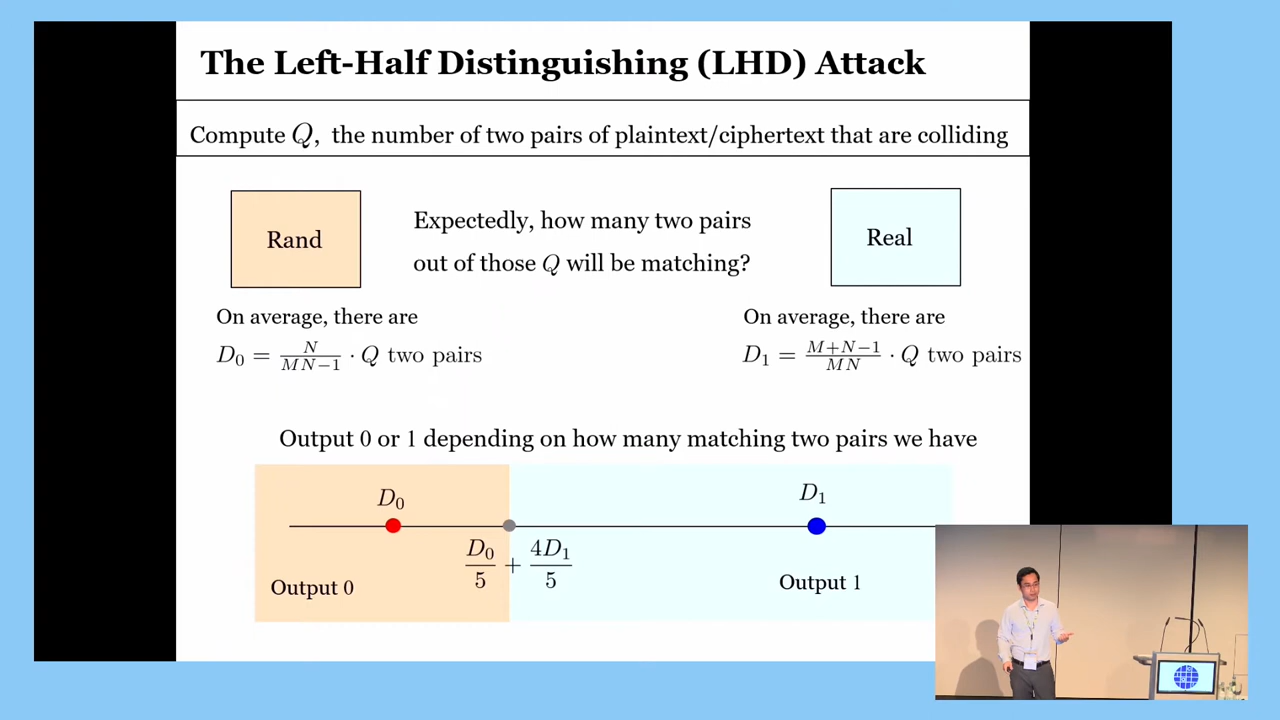 The Left-Half Distinguishing (LHD) Attack
Compute Q, the number of two pairs of plaintext/ciphertext that are colliding
Rand
Expectedly, how many two pairs
out of those Q will be matching?
Real
On average, there are
D₀ = N/(MN−1) · Q two pairs
On average, there are
D₁ = (M+N−1)/(MN) · Q two pairs
Output 0 or 1 depending on how many matching two pairs we have
D₀
D₁
D₀/5 + 4D₁/5
Output 0
Output 1